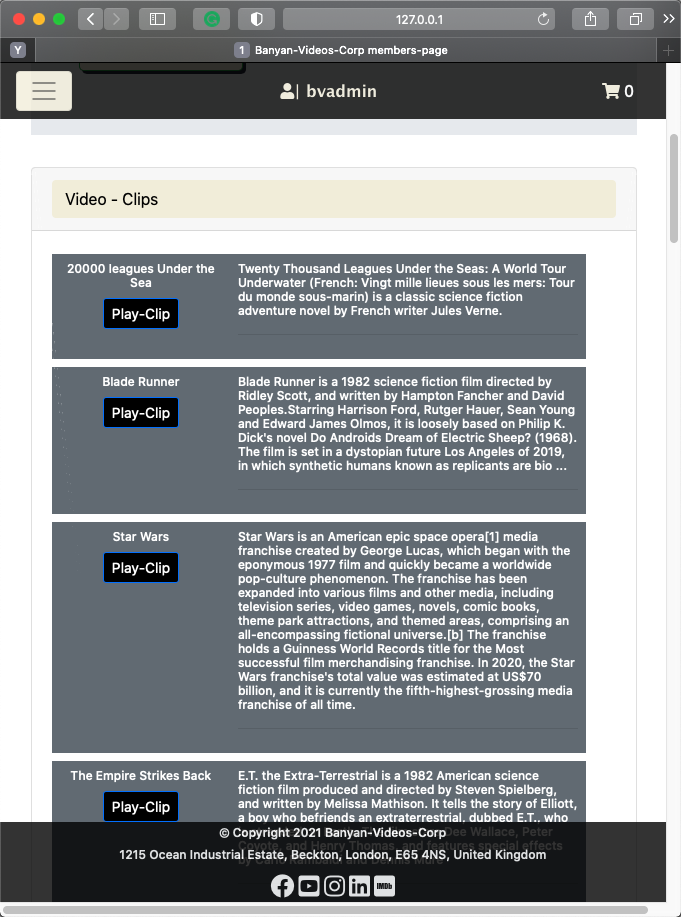 127.0.0.1
Y
1 Banyan-Videos-Corp members-page
bvadmin
0
Video - Clips
20000 leagues Under the
Sea
Play-Clip
Twenty Thousand Leagues Under the Seas: A World Tour
Underwater (French: Vingt mille lieues sous les mers: Tour
du monde sous-marin) is a classic science fiction
adventure novel by French writer Jules Verne.
Blade Runner
Play-Clip
Blade Runner is a 1982 science fiction film directed by
Ridley Scott, and written by Hampton Fancher and David
Peoples.Starring Harrison Ford, Rutger Hauer, Sean Young
and Edward James Olmos, it is loosely based on Philip K.
Dick's novel Do Androids Dream of Electric Sheep? (1968).
The film is set in a dystopian future Los Angeles of 2019,
in which synthetic humans known as replicants are bio ...
Star Wars
Play-Clip
Star Wars is an American epic space opera[1] media
franchise created by George Lucas, which began with the
eponymous 1977 film and quickly became a worldwide
pop-culture phenomenon. The franchise has been
expanded into various films and other media, including
television series, video games, novels, comic books,
theme park attractions, and themed areas, comprising an
all-encompassing fictional universe.[b] The franchise
holds a Guinness World Records title for the Most
successful film merchandising franchise. In 2020, the Star
Wars franchise's total value was estimated at US$70
billion, and it is currently the fifth-highest-grossing media
franchise of all time.
The Empire Strikes Back
Play-Clip
E.T. the Extra-Terrestrial is a 1982 American science
fiction film produced and directed by Steven Spielberg,
and written by Melissa Mathison. It tells the story of Elliott,
a boy who befriends an extraterrestrial, dubbed E.T., who
Dee Wallace, Peter
Coyote, and Henry Thomas, and features special effects
by Carlo Rambaldi and Dennis Mure
© Copyright 2021 Banyan-Videos-Corp
1215 Ocean Industrial Estate, Beckton, London, E65 4NS, United Kingdom
IMDb